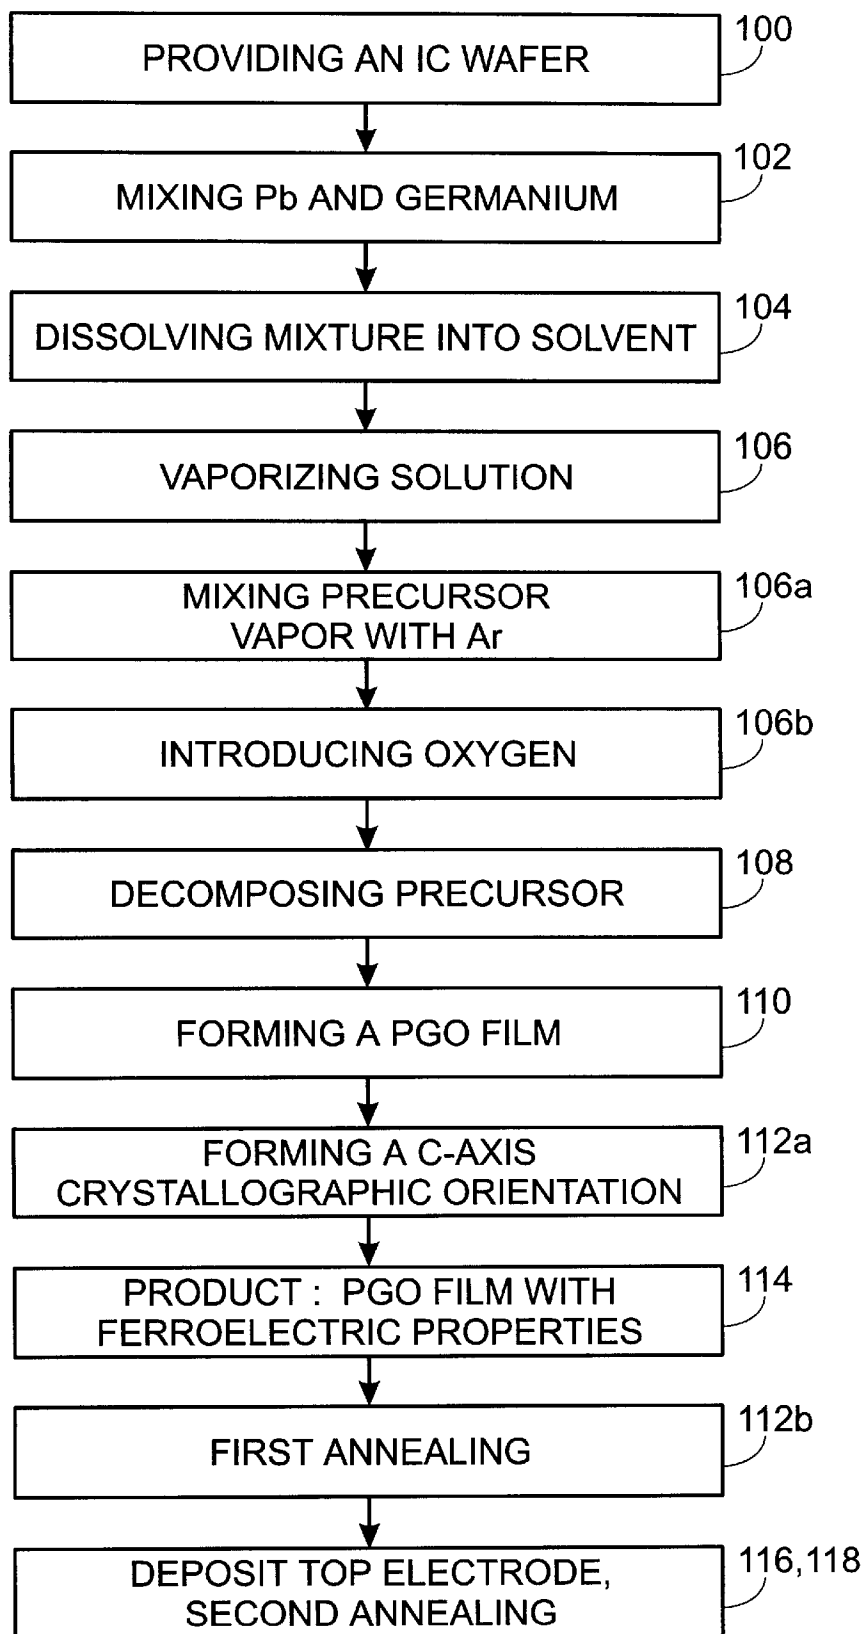 PROVIDING AN IC WAFER
100
MIXING Pb AND GERMANIUM
102
DISSOLVING MIXTURE INTO SOLVENT
104
VAPORIZING SOLUTION
106
MIXING PRECURSOR
VAPOR WITH Ar
106a
INTRODUCING OXYGEN
106b
DECOMPOSING PRECURSOR
108
FORMING A PGO FILM
110
FORMING A C-AXIS
CRYSTALLOGRAPHIC ORIENTATION
112a
PRODUCT : PGO FILM WITH
FERROELECTRIC PROPERTIES
114
FIRST ANNEALING
112b
DEPOSIT TOP ELECTRODE,
SECOND ANNEALING
116,118